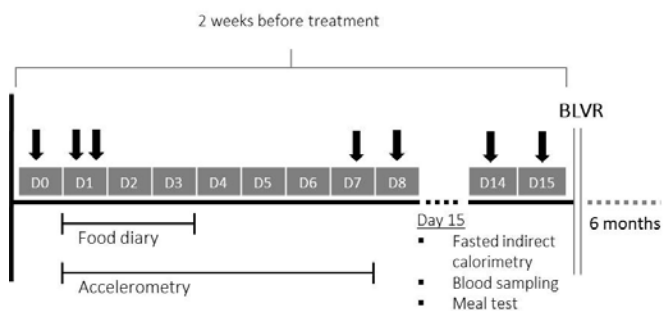 2 weeks before treatment
BLVR
D0 D1 D2 D3 D4 D5 D6 D7 D8 D14 D15
6 months
Food diary
Accelerometry
Day 15
▪ Fasted indirect
calorimetry
▪ Blood sampling
▪ Meal test